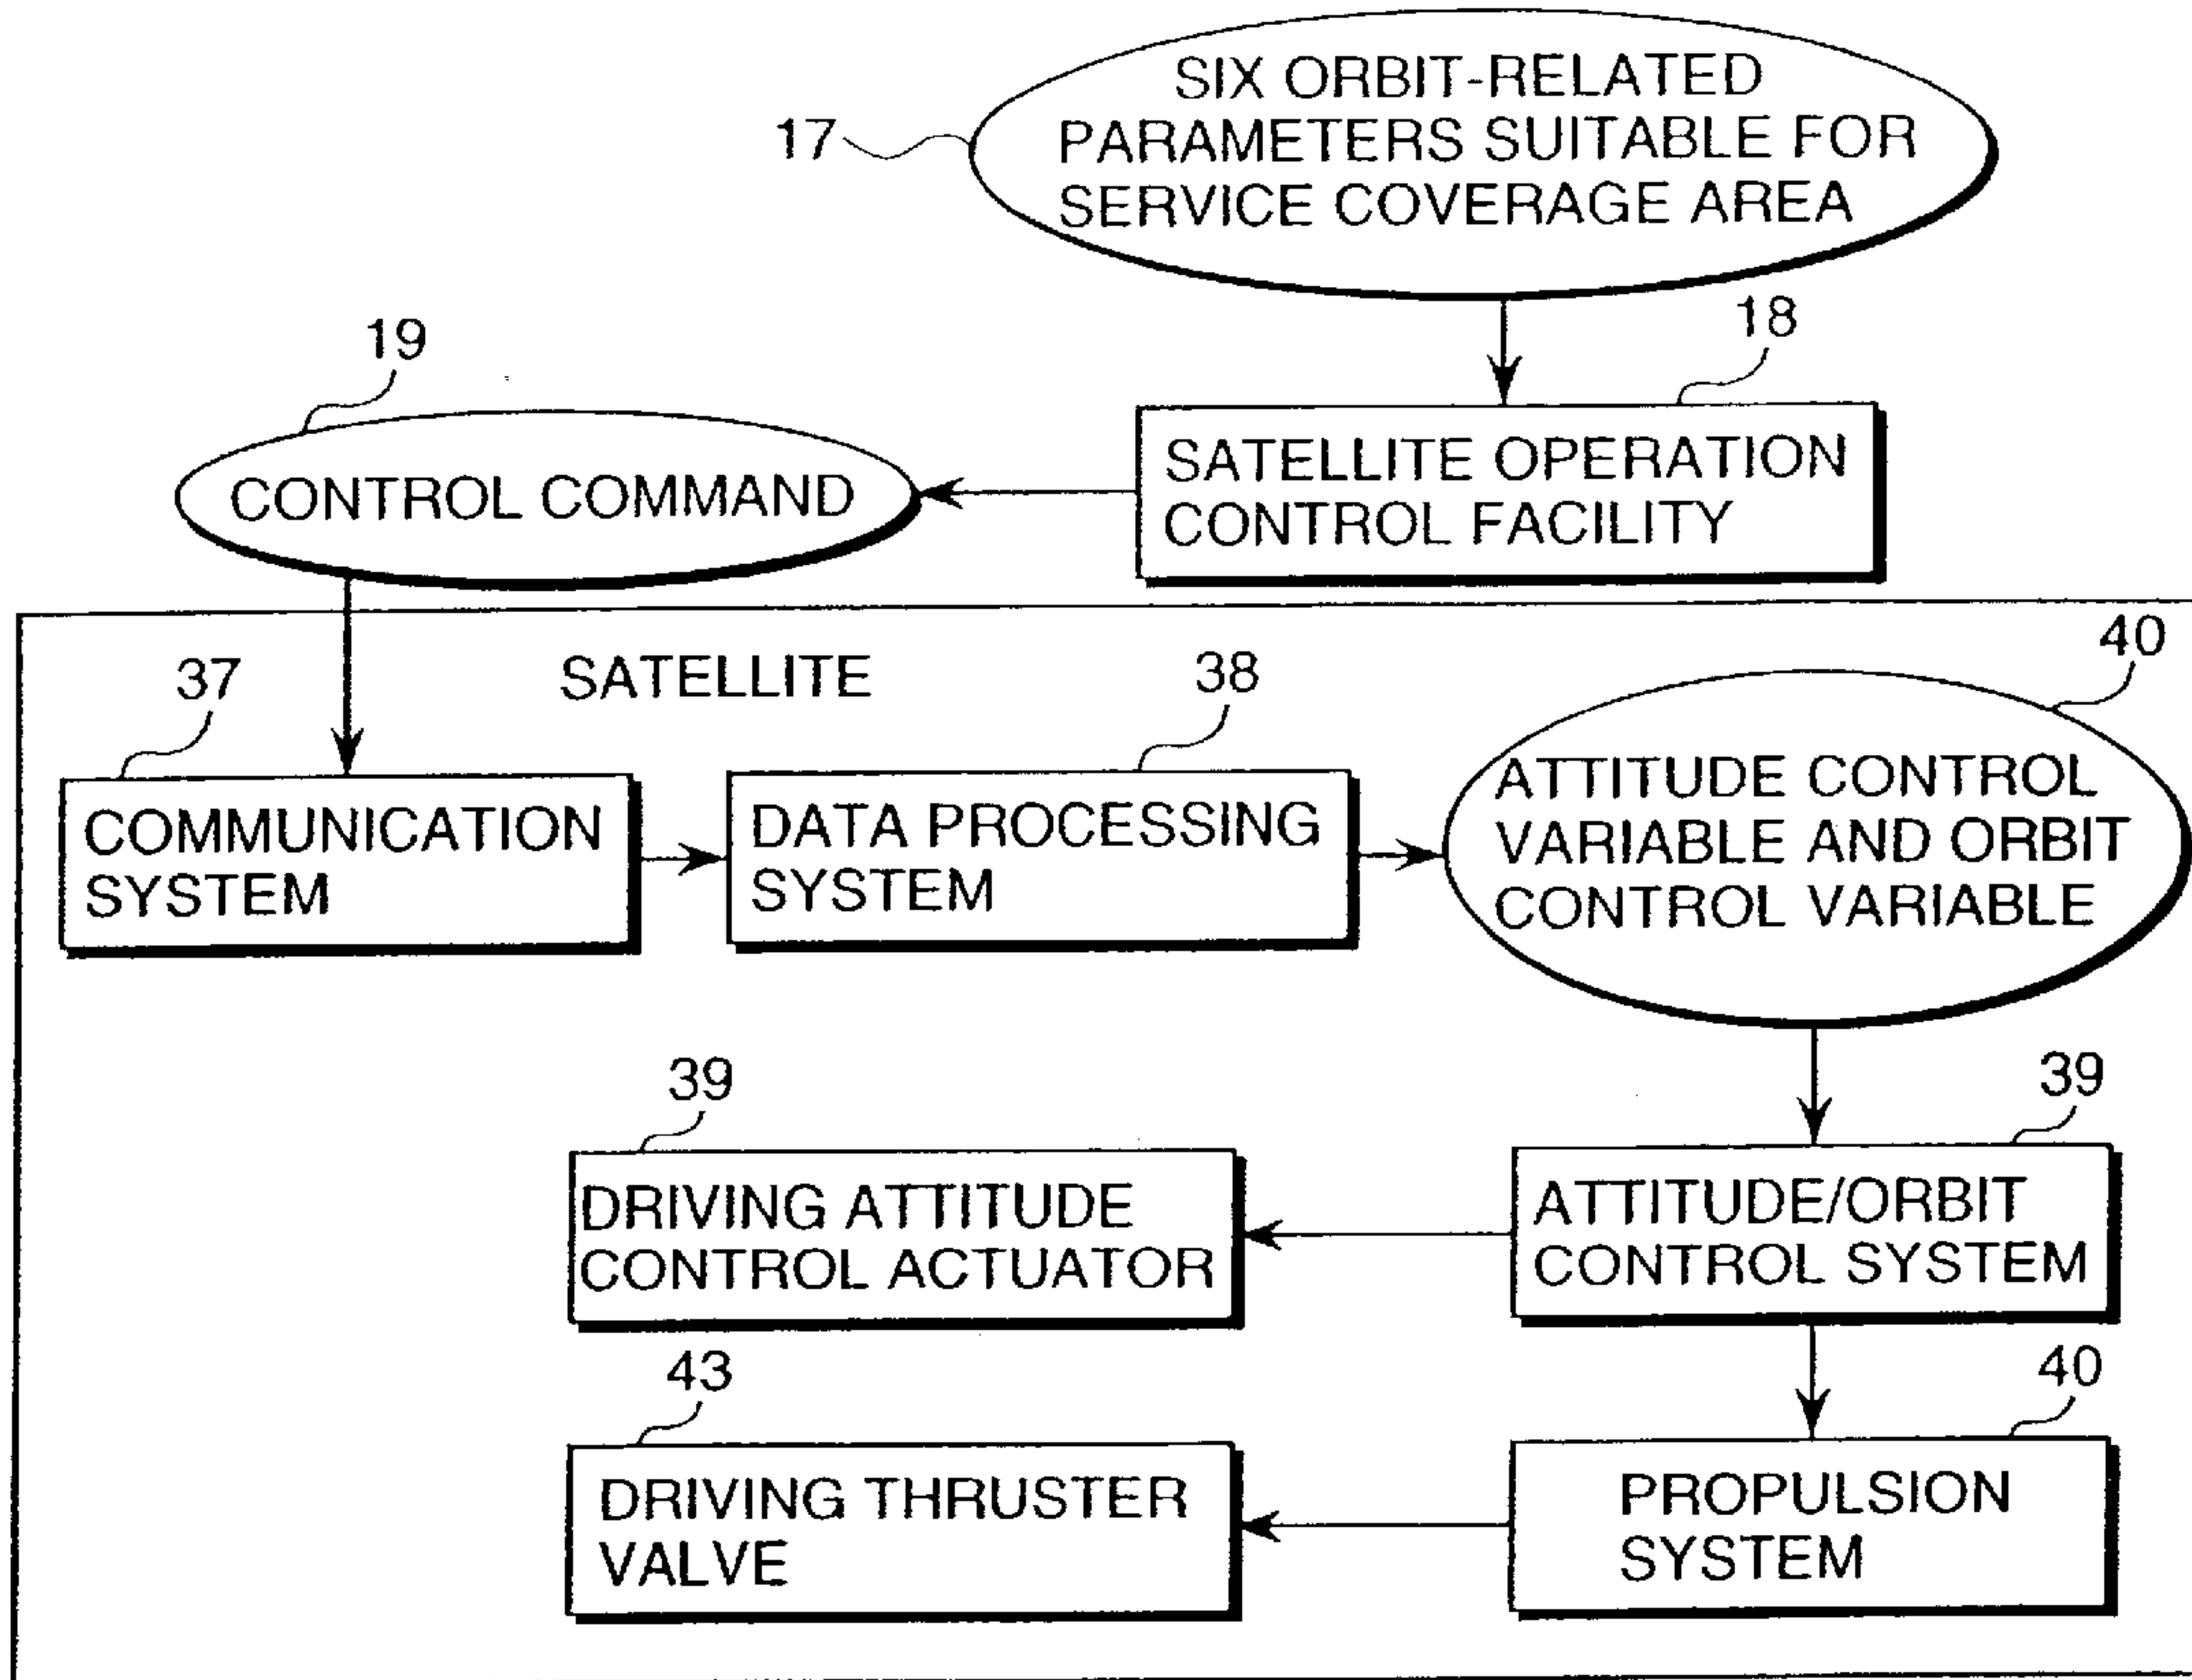 SIX ORBIT-RELATED
PARAMETERS SUITABLE FOR
SERVICE COVERAGE AREA
17
18
SATELLITE OPERATION
CONTROL FACILITY
19
CONTROL COMMAND
SATELLITE
37
COMMUNICATION
SYSTEM
38
DATA PROCESSING
SYSTEM
40
ATTITUDE CONTROL
VARIABLE AND ORBIT
CONTROL VARIABLE
39
DRIVING ATTITUDE
CONTROL ACTUATOR
39
ATTITUDE/ORBIT
CONTROL SYSTEM
43
DRIVING THRUSTER
VALVE
40
PROPULSION
SYSTEM